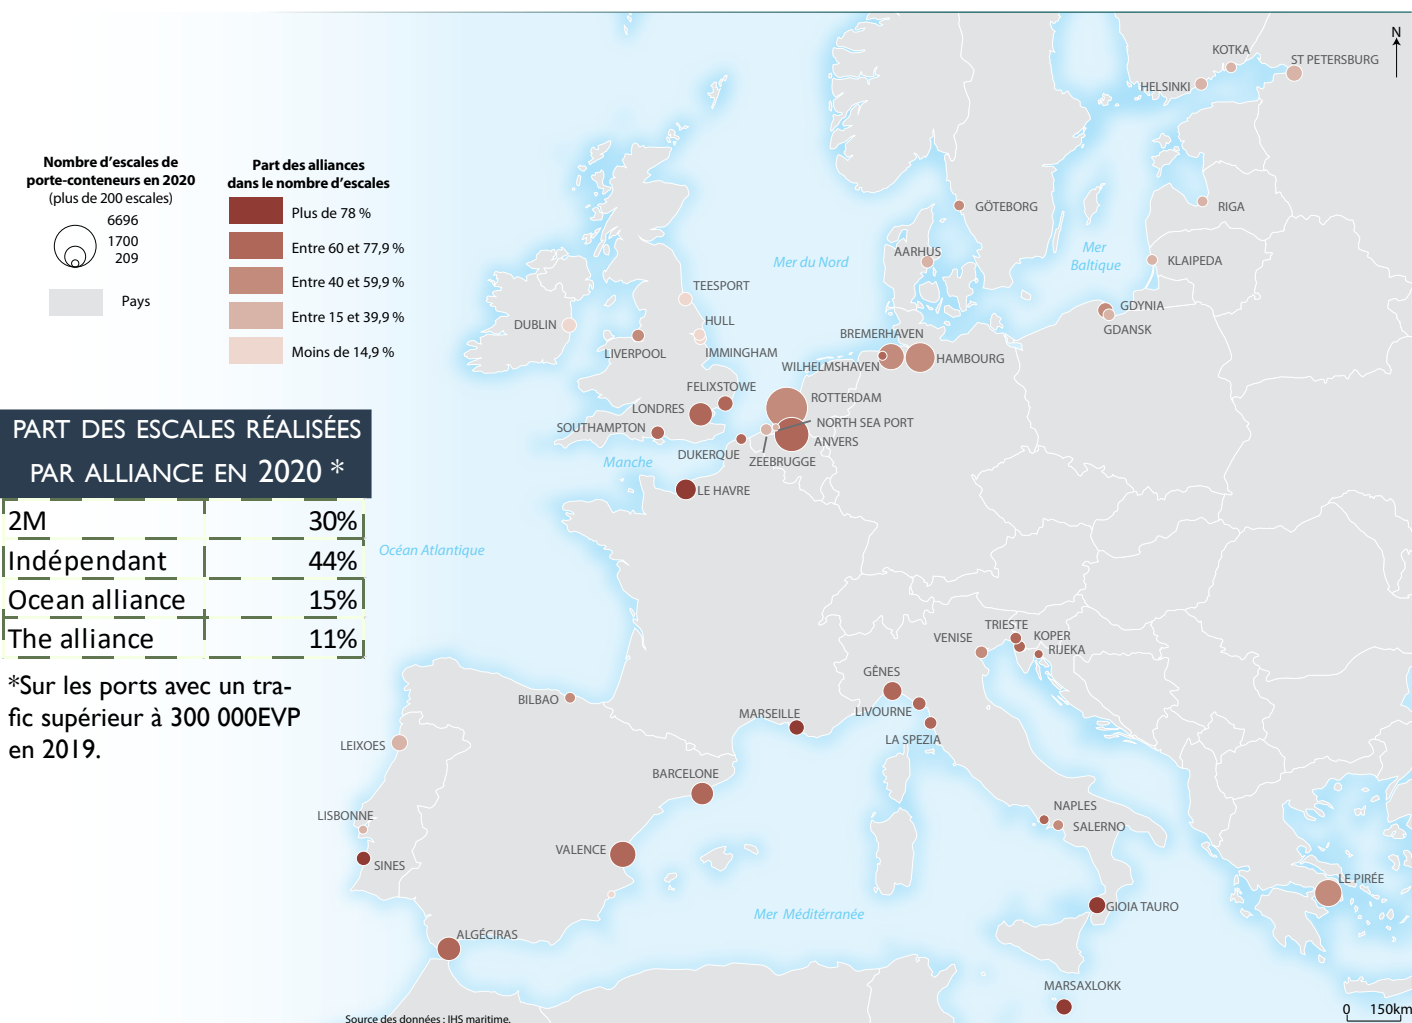 N
KOTKA
ST PETERSBURG
HELSINKI
Nombre d'escales de
porte-conteneurs en 2020
(plus de 200 escales)
6696
1700
209
Pays
Part des alliances
dans le nombre d'escales
Plus de 78 %
Entre 60 et 77,9 %
Entre 40 et 59,9 %
Entre 15 et 39,9 %
Moins de 14,9 %
GÖTEBORG
RIGA
AARHUS
Mer du Nord
Mer
Baltique
KLAIPEDA
TEESPORT
GDYNIA
GDANSK
DUBLIN
HULL
LIVERPOOL
IMMINGHAM
BREMERHAVEN
WILHELMSHAVEN
HAMBOURG
FELIXSTOWE
ROTTERDAM
LONDRES
SOUTHAMPTON
NORTH SEA PORT
ANVERS
DUKERQUE
ZEEBRUGGE
Manche
LE HAVRE
PART DES ESCALES RÉALISÉES
PAR ALLIANCE EN 2020 *
2M 30%
Indépendant 44%
Ocean alliance 15%
The alliance 11%
*Sur les ports avec un tra-
fic supérieur à 300 000EVP
en 2019.
Océan Atlantique
TRIESTE
VENISE
KOPER
RIJEKA
GÊNES
BILBAO
MARSEILLE
LIVOURNE
LA SPEZIA
LEIXOES
BARCELONE
LISBONNE
NAPLES
SALERNO
VALENCE
SINES
LE PIRÉE
GIOIA TAURO
Mer Méditérranée
ALGÉCIRAS
MARSAXLOKK
0 150km
Source des données : IHS maritime.